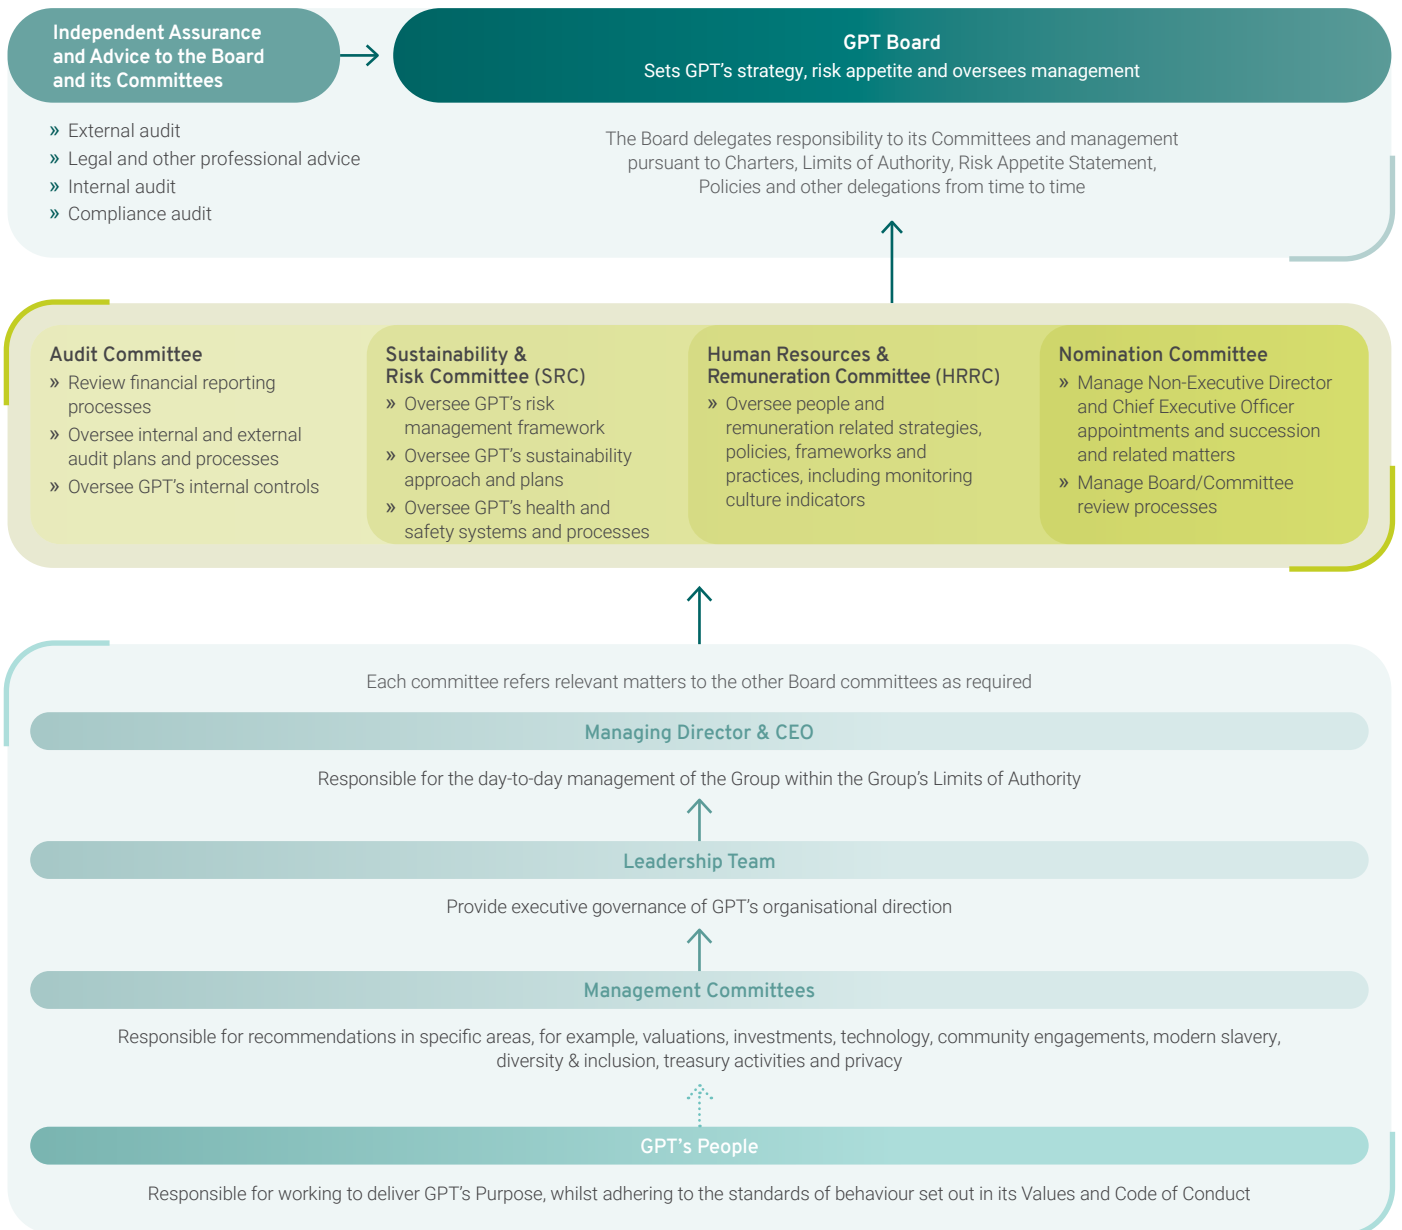 Independent Assurance
and Advice to the Board
and its Committees
» External audit
» Legal and other professional advice
» Internal audit
» Compliance audit
GPT Board
Sets GPT’s strategy, risk appetite and oversees management
The Board delegates responsibility to its Committees and management
pursuant to Charters, Limits of Authority, Risk Appetite Statement,
Policies and other delegations from time to time
Audit Committee
» Review financial reporting
processes
» Oversee internal and external
audit plans and processes
» Oversee GPT’s internal controls
Sustainability &
Risk Committee (SRC)
» Oversee GPT’s risk
management framework
» Oversee GPT’s sustainability
approach and plans
» Oversee GPT’s health and
safety systems and processes
Human Resources &
Remuneration Committee (HRRC)
» Oversee people and
remuneration related strategies,
policies, frameworks and
practices, including monitoring
culture indicators
Nomination Committee
» Manage Non-Executive Director
and Chief Executive Officer
appointments and succession
and related matters
» Manage Board/Committee
review processes
Each committee refers relevant matters to the other Board committees as required
Managing Director & CEO
Responsible for the day-to-day management of the Group within the Group’s Limits of Authority
Leadership Team
Provide executive governance of GPT’s organisational direction
Management Committees
Responsible for recommendations in specific areas, for example, valuations, investments, technology, community engagements, modern slavery,
diversity & inclusion, treasury activities and privacy
GPT’s People
Responsible for working to deliver GPT’s Purpose, whilst adhering to the standards of behaviour set out in its Values and Code of Conduct